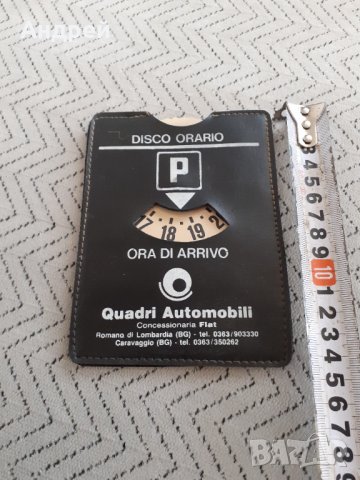 Андрей
DISCO ORARIO
P
17 18 19 2
ORA DI ARRIVO
Quadri Automobili
Concessionaria Fiat
Romano di Lombardia (BG) - tel. 0363/903330
Caravaggio (BG) - tel. 0363/350262
3 4 5 6 7 8 9 10 1 2 3 4 5 6 7 8
BAZAR